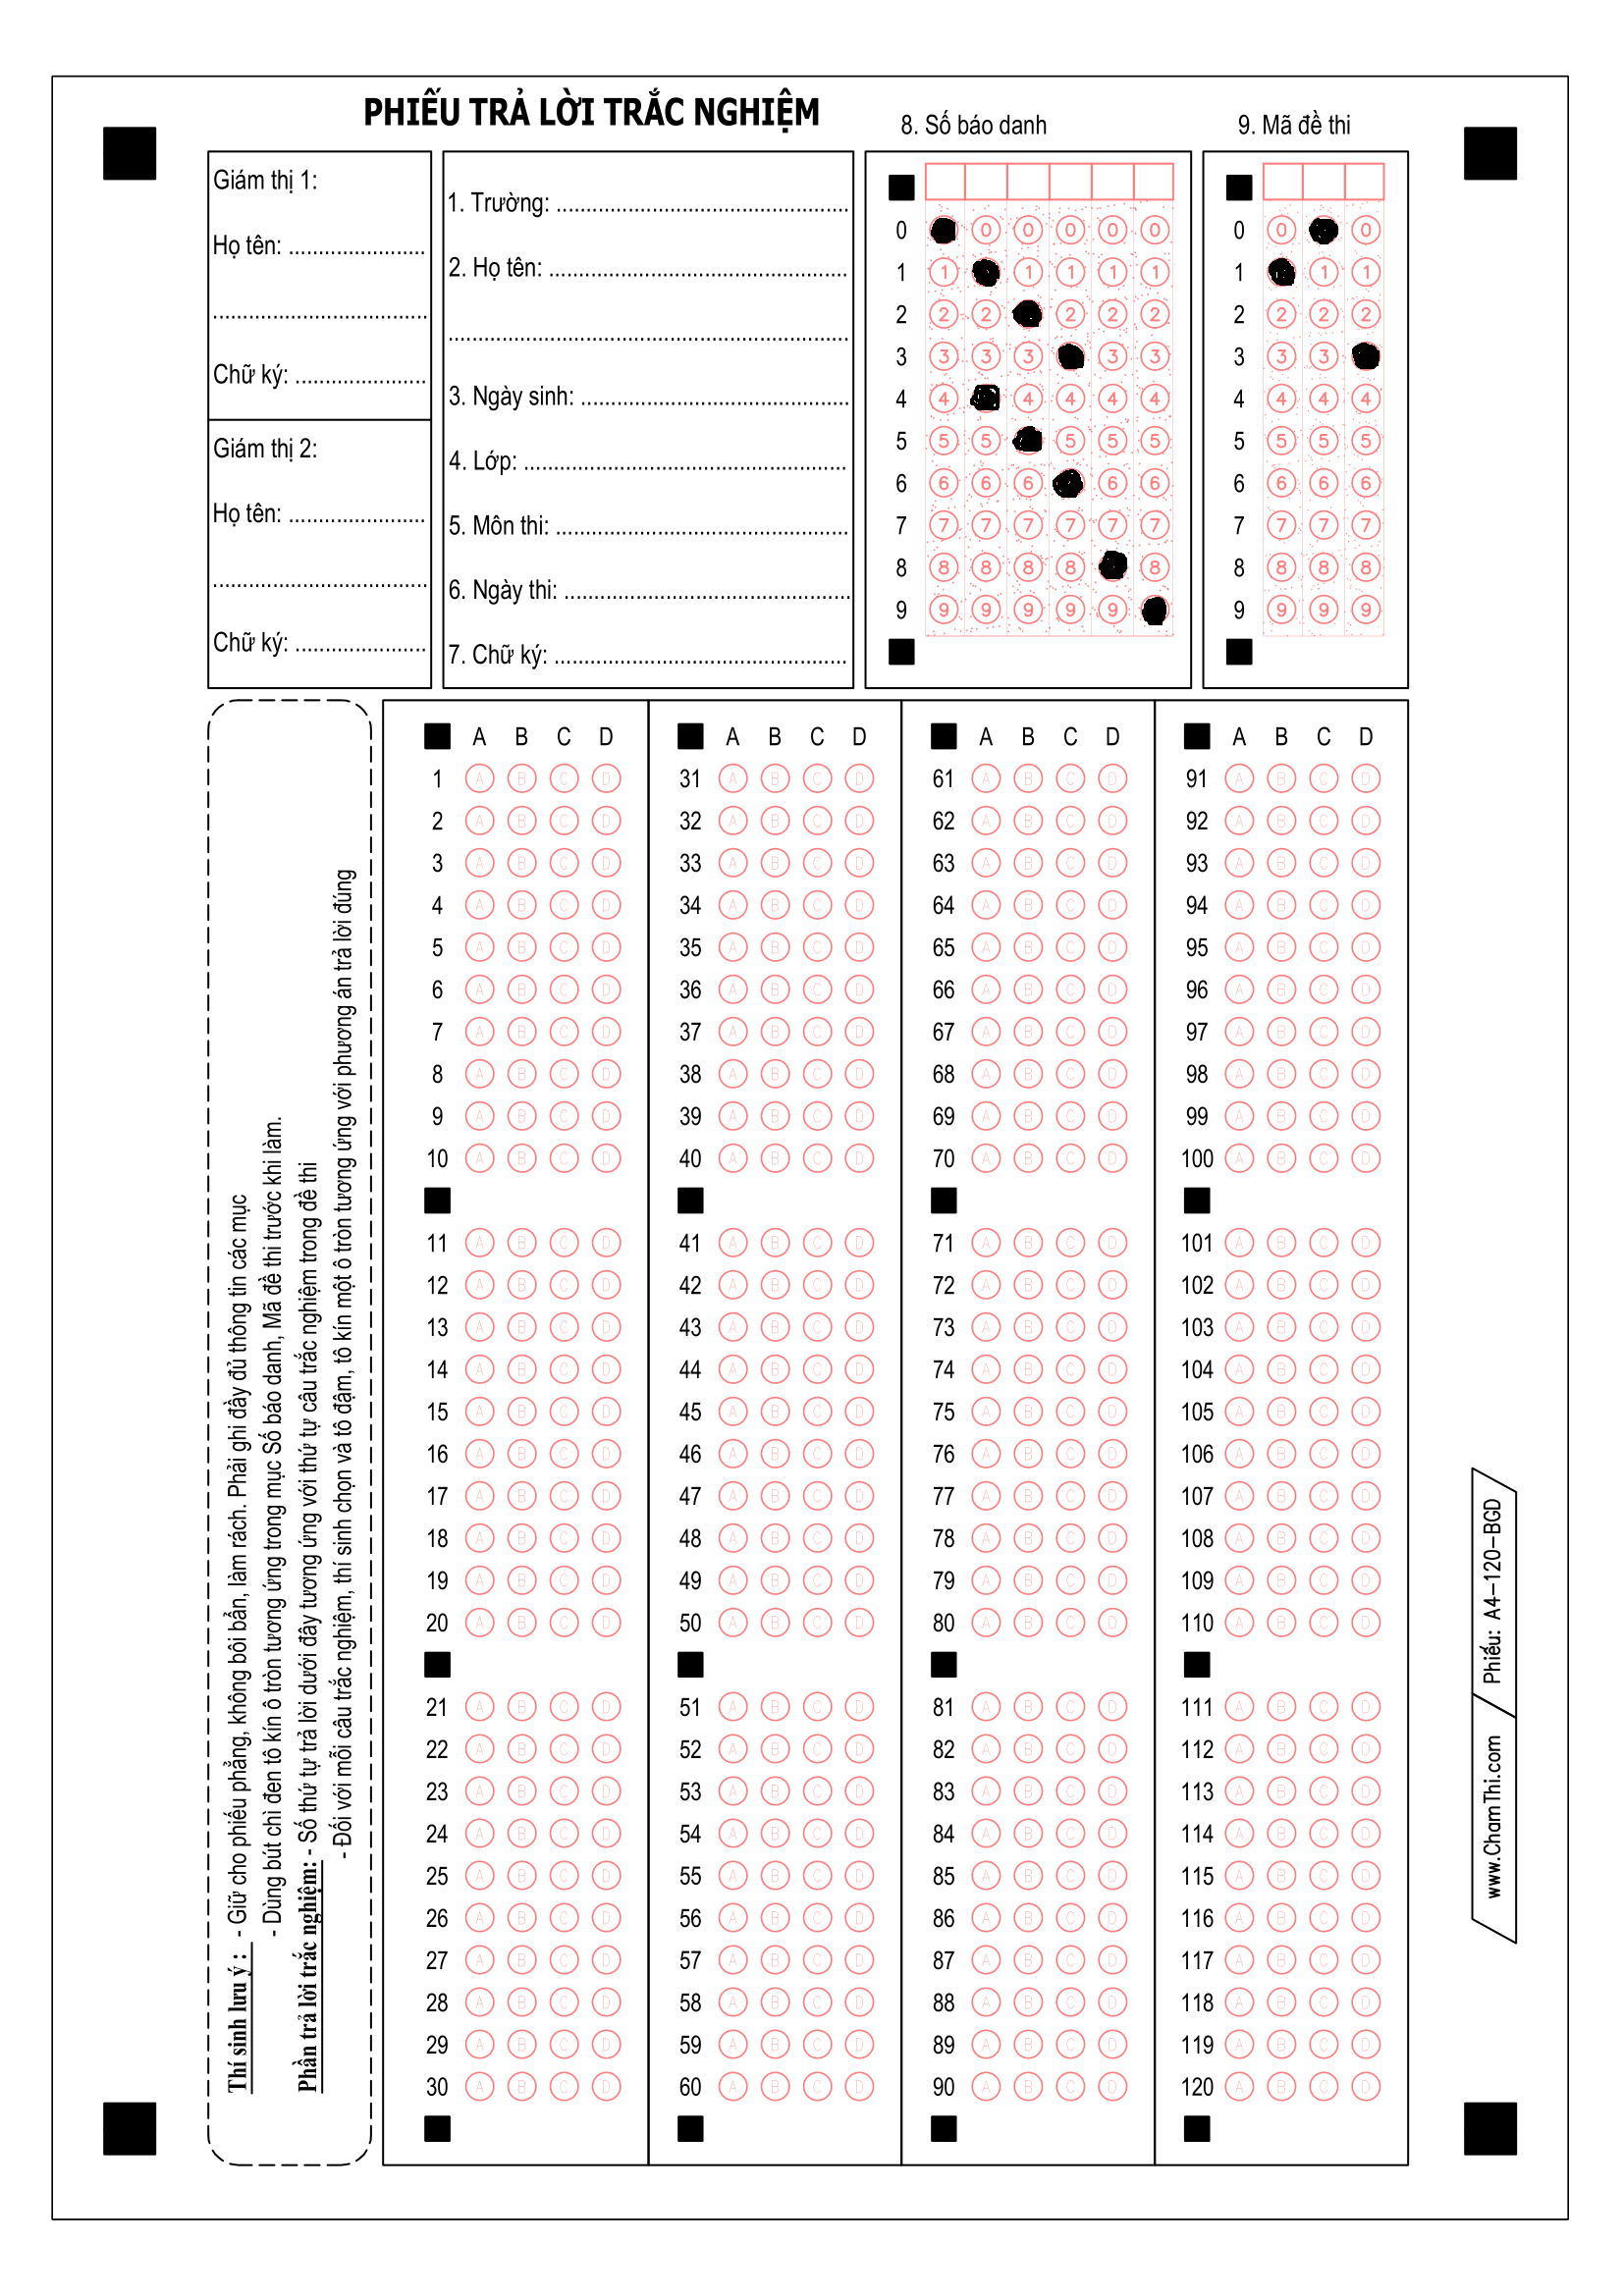 PHIẾU TRẢ LỜI TRẮC NGHIỆM
Giám thị 1:
Họ tên: .......................
....................................
Chữ ký: ......................
Giám thị 2:
Họ tên: .......................
....................................
Chữ ký: ......................
1. Trường: .................................................
2. Họ tên: ..................................................
...................................................................
3. Ngày sinh: .............................................
4. Lớp: ......................................................
5. Môn thi: .................................................
6. Ngày thi: ................................................
7. Chữ ký: .................................................
8. Số báo danh
0 0 0 0 0 0
1 1 1 1 1 1
2 2 2 2 2 2
3 3 3 3 3 3
4 4 4 4 4 4
5 5 5 5 5 5
6 6 6 6 6 6
7 7 7 7 7 7 7
8 8 8 8 8 8
9 9 9 9 9 9
9. Mã đề thi
0 0 0
1 1 1
2 2 2 2
3 3 3
4 4 4 4
5 5 5 5
6 6 6 6
7 7 7 7
8 8 8 8
9 9 9 9
Thí sinh lưu ý : - Giữ cho phiếu phẳng, không bôi bẩn, làm rách. Phải ghi đầy đủ thông tin các mục
- Dùng bút chì đen tô kín ô tròn tương ứng trong mục Số báo danh, Mã đề thi trước khi làm.
Phần trả lời trắc nghiệm: - Số thứ tự trả lời dưới đây tương ứng với thứ tự câu trắc nghiệm trong đề thi
- Đối với mỗi câu trắc nghiệm, thí sinh chọn và tô đậm, tô kín một ô tròn tương ứng với phương án trả lời đúng
A B C D
1 A B C D
2 A B C D
3 A B C D
4 A B C D
5 A B C D
6 A B C D
7 A B C D
8 A B C D
9 A B C D
10 A B C D
11 A B C D
12 A B C D
13 A B C D
14 A B C D
15 A B C D
16 A B C D
17 A B C D
18 A B C D
19 A B C D
20 A B C D
21 A B C D
22 A B C D
23 A B C D
24 A B C D
25 A B C D
26 A B C D
27 A B C D
28 A B C D
29 A B C D
30 A B C D
A B C D
31 A B C D
32 A B C D
33 A B C D
34 A B C D
35 A B C D
36 A B C D
37 A B C D
38 A B C D
39 A B C D
40 A B C D
41 A B C D
42 A B C D
43 A B C D
44 A B C D
45 A B C D
46 A B C D
47 A B C D
48 A B C D
49 A B C D
50 A B C D
51 A B C D
52 A B C D
53 A B C D
54 A B C D
55 A B C D
56 A B C D
57 A B C D
58 A B C D
59 A B C D
60 A B C D
A B C D
61 A B C D
62 A B C D
63 A B C D
64 A B C D
65 A B C D
66 A B C D
67 A B C D
68 A B C D
69 A B C D
70 A B C D
71 A B C D
72 A B C D
73 A B C D
74 A B C D
75 A B C D
76 A B C D
77 A B C D
78 A B C D
79 A B C D
80 A B C D
81 A B C D
82 A B C D
83 A B C D
84 A B C D
85 A B C D
86 A B C D
87 A B C D
88 A B C D
89 A B C D
90 A B C D
A B C D
91 A B C D
92 A B C D
93 A B C D
94 A B C D
95 A B C D
96 A B C D
97 A B C D
98 A B C D
99 A B C D
100 A B C D
101 A B C D
102 A B C D
103 A B C D
104 A B C D
105 A B C D
106 A B C D
107 A B C D
108 A B C D
109 A B C D
110 A B C D
111 A B C D
112 A B C D
113 A B C D
114 A B C D
115 A B C D
116 A B C D
117 A B C D
118 A B C D
119 A B C D
120 A B C D
www.ChamThi.com
Phiếu: A4-120-BGD